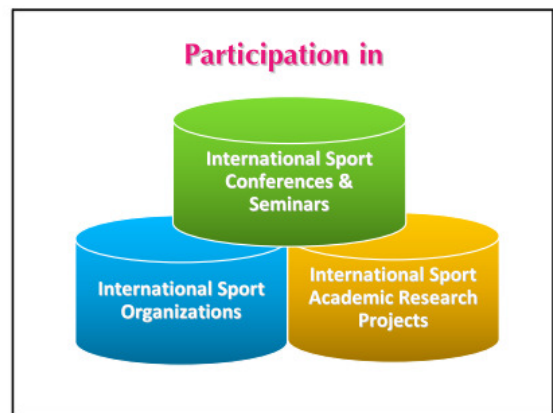 Participation in
International Sport
Conferences &
Seminars
International Sport
Organizations
International Sport
Academic Research
Projects